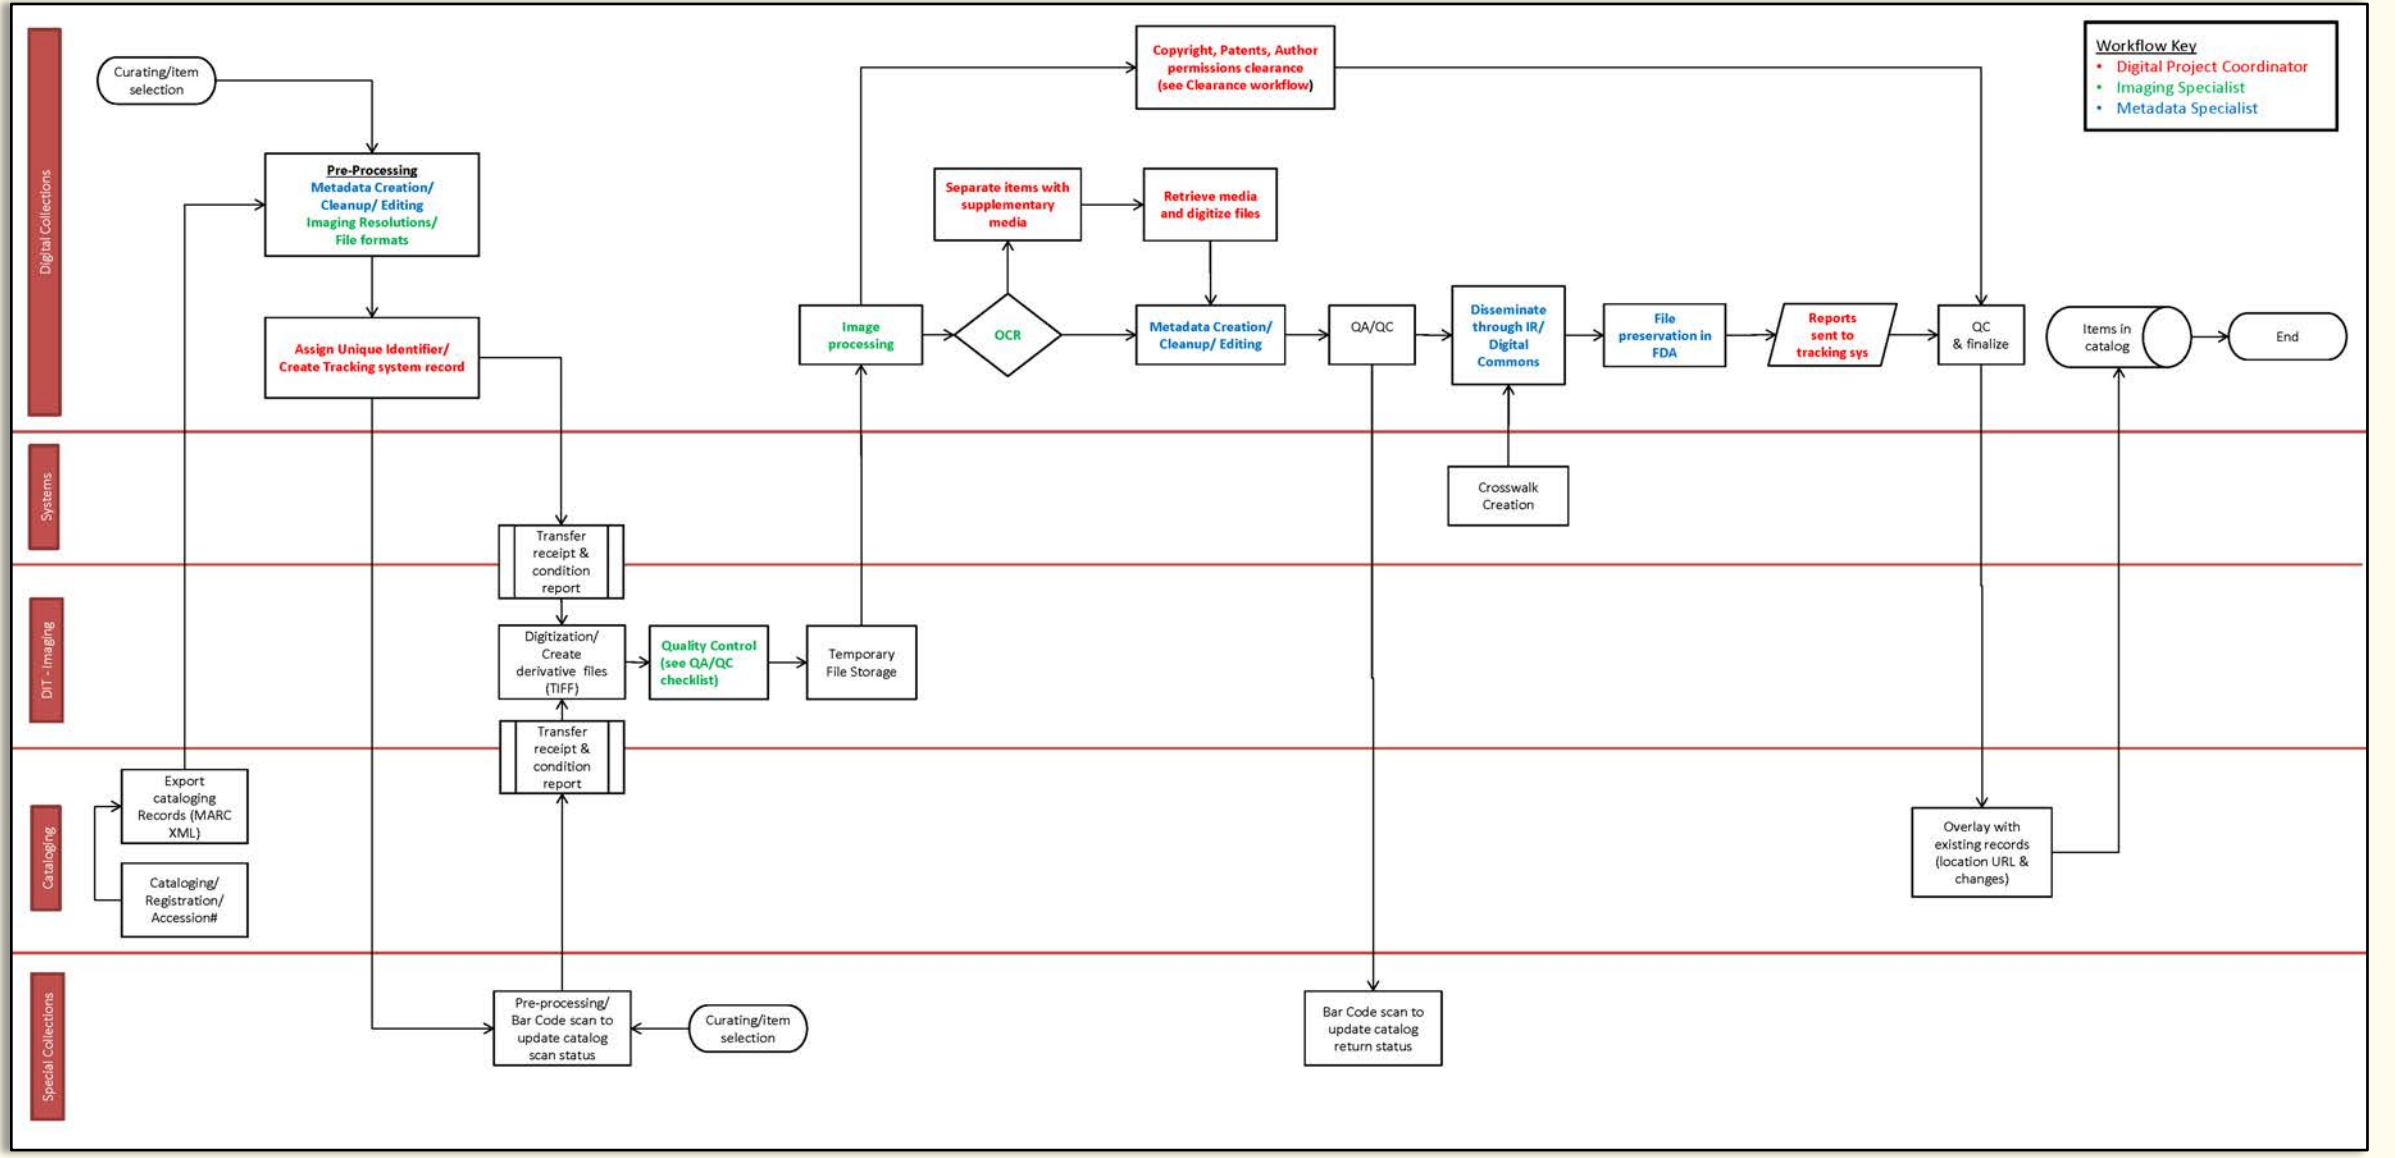 Digital Collections
Curating/item
selection
Pre-Processing
Metadata Creation/
Cleanup/ Editing
Imaging Resolutions/
File formats
Assign Unique Identifier/
Create Tracking system record
Copyright, Patents, Author
permissions clearance
(see Clearance workflow)
Workflow Key
• Digital Project Coordinator
• Imaging Specialist
• Metadata Specialist
Separate items with
supplementary
media
Retrieve media
and digitize files
Image
processing
OCR
Metadata Creation/
Cleanup/ Editing
QA/QC
Disseminate
through IR/
Digital
Commons
File
preservation in
FDA
Reports
sent to
tracking sys
QC
& finalize
Items in
catalog
End
Systems
Transfer
receipt &
condition
report
Crosswalk
Creation
DIT - Imaging
Digitization/
Create
derivative files
(TIFF)
Quality Control
(see QA/QC
checklist)
Temporary
File Storage
Transfer
receipt &
condition
report
Cataloging
Export
cataloging
Records (MARC
XML)
Cataloging/
Registration/
Accession#
Overlay with
existing records
(location URL &
changes)
Special Collections
Pre-processing/
Bar Code scan to
update catalog
scan status
Curating/item
selection
Bar Code scan to
update catalog
return status